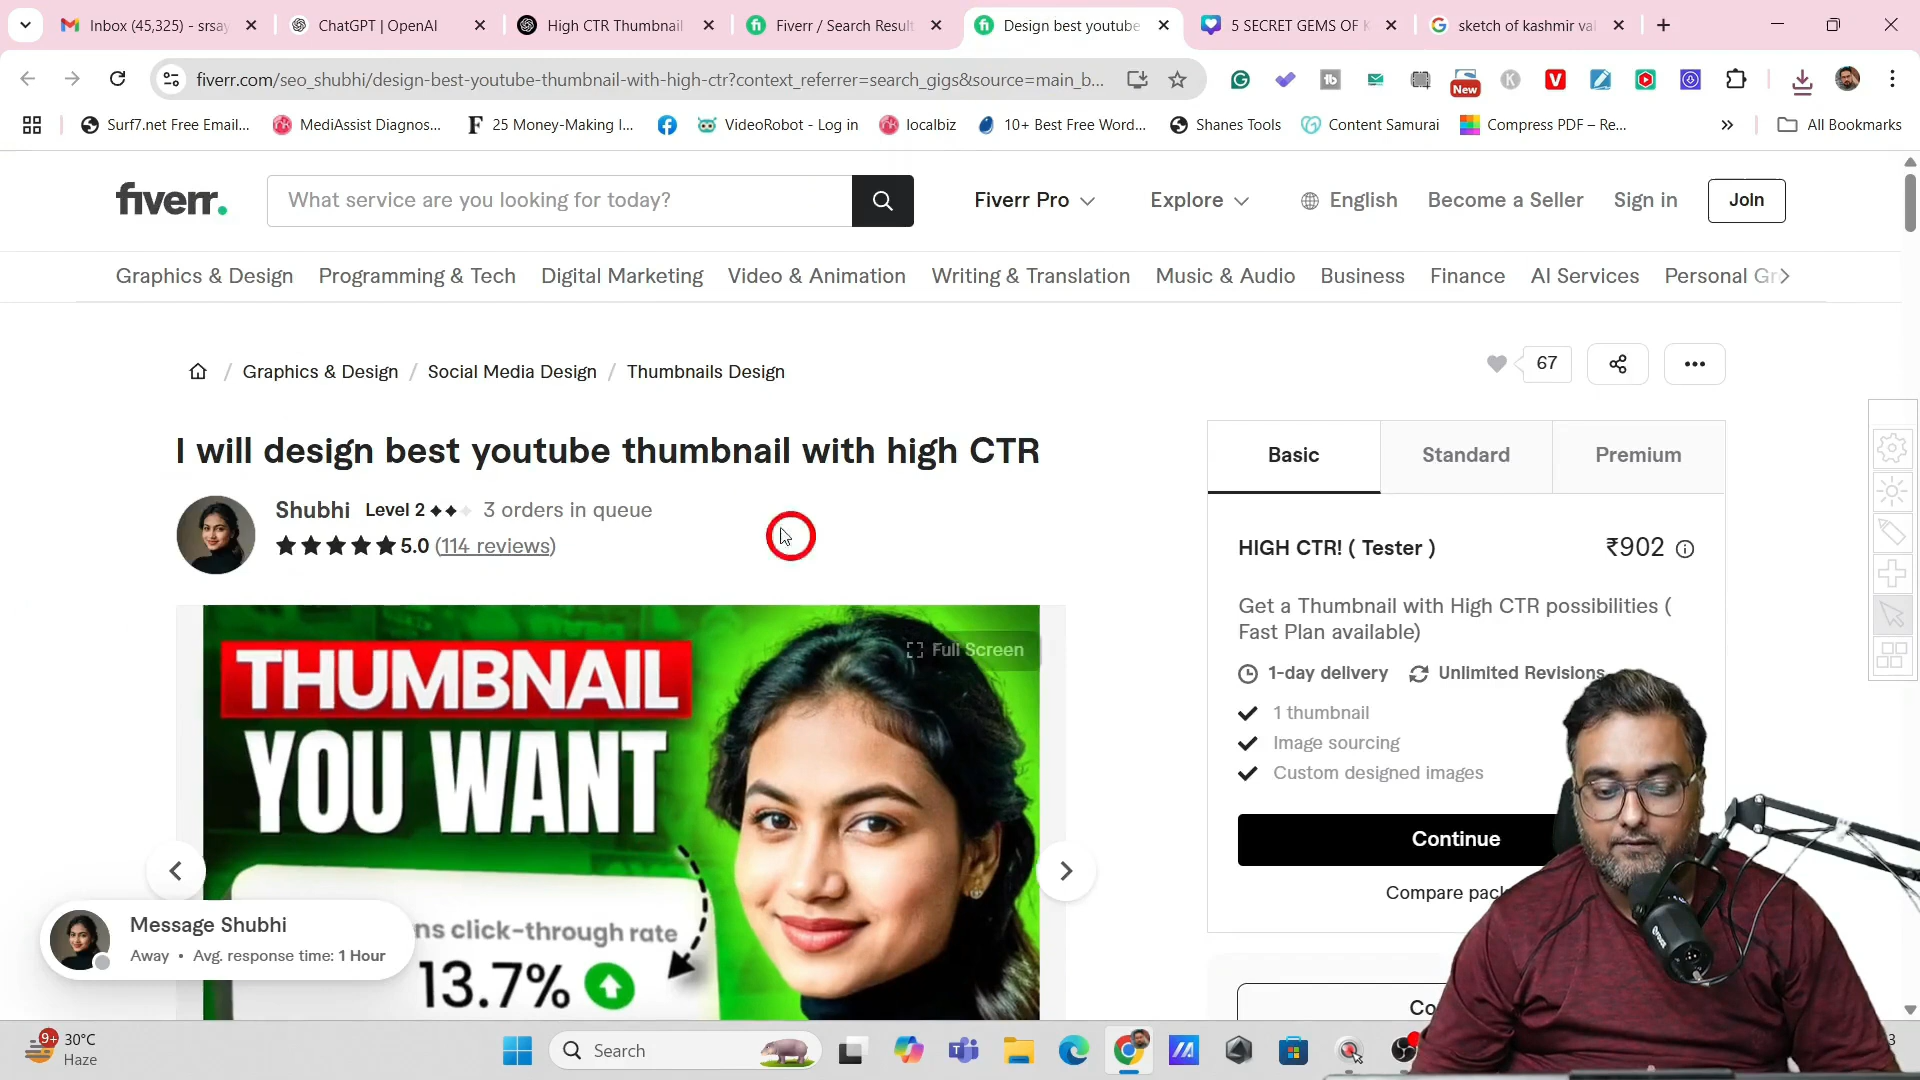 Inbox (45,325) - srsay
ChatGPT | OpenAI
High CTR Thumbnail
Fiverr / Search Result
Design best youtube
5 SECRET GEMS OF K
sketch of kashmir val
fiverr.com/seo_shubhi/design-best-youtube-thumbnail-with-high-ctr?context_referrer=search_gigs&source=main_b...
New
Surf7.net Free Email...
MediAssist Diagnos...
25 Money-Making I...
VideoRobot - Log in
localbiz
10+ Best Free Word...
Shanes Tools
Content Samurai
Compress PDF – Re...
All Bookmarks
fiverr.
What service are you looking for today?
Fiverr Pro
Explore
English
Become a Seller
Sign in
Join
Graphics & Design
Programming & Tech
Digital Marketing
Video & Animation
Writing & Translation
Music & Audio
Business
Finance
AI Services
Personal Gr
/ Graphics & Design / Social Media Design / Thumbnails Design
67
I will design best youtube thumbnail with high CTR
Shubhi Level 2 3 orders in queue
5.0 (114 reviews)
Full Screen
THUMBNAIL
YOU WANT
ns click-through rate
13.7%
Message Shubhi
Away • Avg. response time: 1 Hour
Basic
Standard
Premium
HIGH CTR! ( Tester )
₹902
Get a Thumbnail with High CTR possibilities (
Fast Plan available)
1-day delivery
Unlimited Revisions
1 thumbnail
Image sourcing
Custom designed images
Continue
Compare pack
Co
9+
30°C
Haze
Search
3